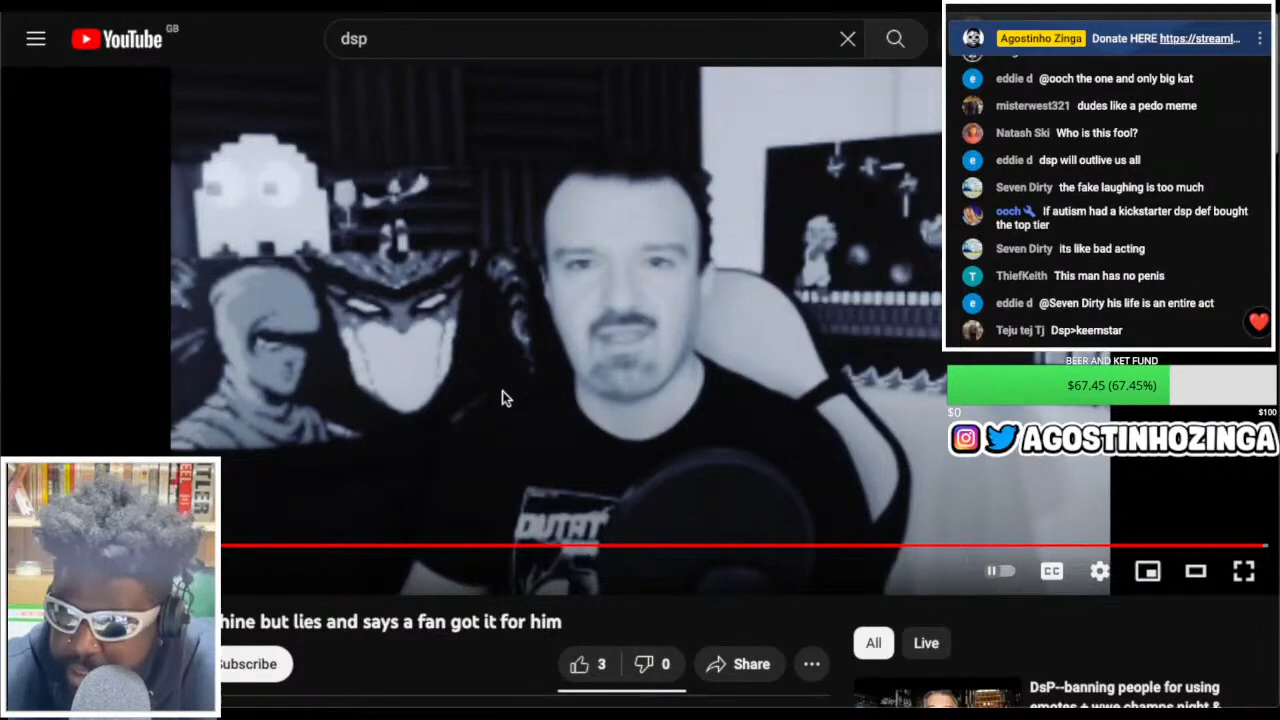 YouTube GB
dsp
Agostinho Zinga Donate HERE https://streaml...
eddie d @ooch the one and only big kat
misterwest321 dudes like a pedo meme
Natash Ski Who is this fool?
eddie d dsp will outlive us all
Seven Dirty the fake laughing is too much
ooch If autism had a kickstarter dsp def bought
the top tier
Seven Dirty its like bad acting
ThiefKeith This man has no penis
eddie d @Seven Dirty his life is an entire act
Teju tej Tj Dsp>keemstar
BEER AND KET FUND
$67.45 (67.45%)
$0 $100
AGOSTINHOZINGA
CC
hine but lies and says a fan got it for him
ubscribe
3
0
Share
All
Live
DsP--banning people for using
emotes + wwe champs night &